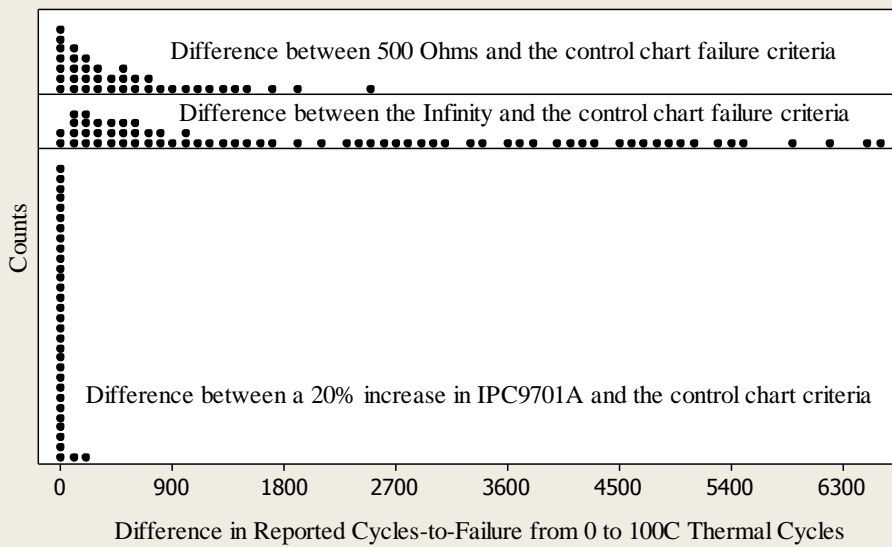 Difference between 500 Ohms and the control chart failure criteria
Difference between the Infinity and the control chart failure criteria
Counts
Difference between a 20% increase in IPC9701A and the control chart criteria
0 900 1800 2700 3600 4500 5400 6300
Difference in Reported Cycles-to-Failure from 0 to 100C Thermal Cycles